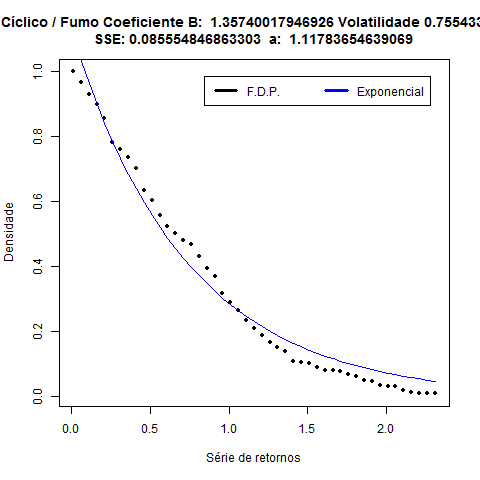 Cíclico / Fumo Coeficiente B:  1.35740017946926 Volatilidade 0.755433
SSE: 0.085554846863303  a:  1.11783654639069
F.D.P.
Exponencial
1.0
0.8
0.6
0.4
0.2
0.0
Densidade
0.0
0.5
1.0
1.5
2.0
Série de retornos